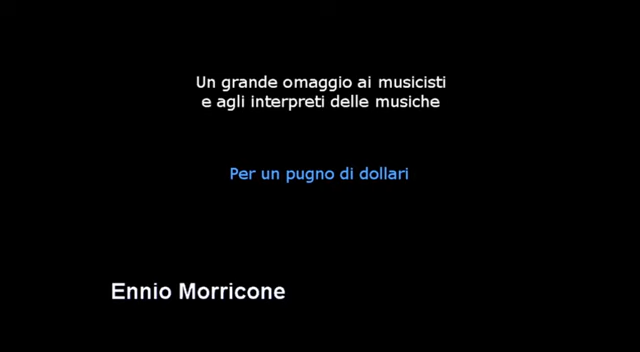 Un grande omaggio ai musicisti
e agli interpreti delle musiche
Per un pugno di dollari
Ennio Morricone